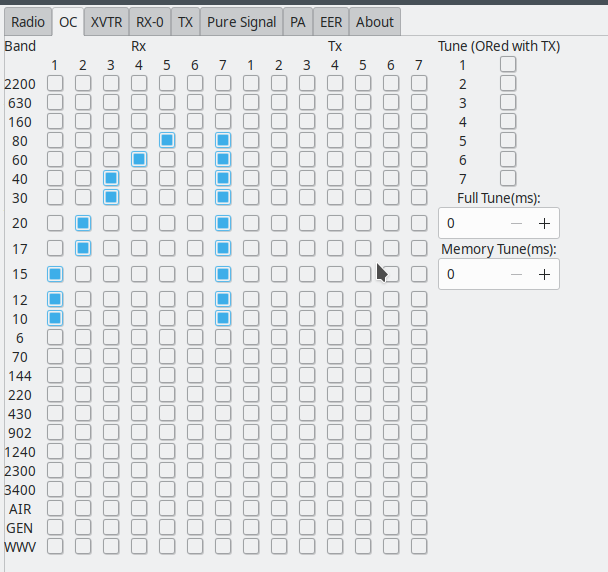 Radio OC XVTR RX-0 TX Pure Signal PA EER About
Band Rx Tx Tune (ORed with TX)
1 2 3 4 5 6 7 1 2 3 4 5 6 7 1
2200 2
630 3
160 4
80 5
60 6
40 7
30 Full Tune(ms):
20 0 − +
17 Memory Tune(ms):
15 0 − +
12
10
6
70
144
220
430
902
1240
2300
3400
AIR
GEN
WWV